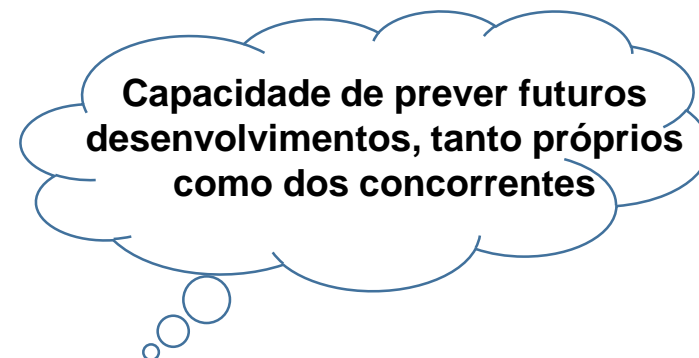 Capacidade de prever futuros
desenvolvimentos, tanto próprios
como dos concorrentes